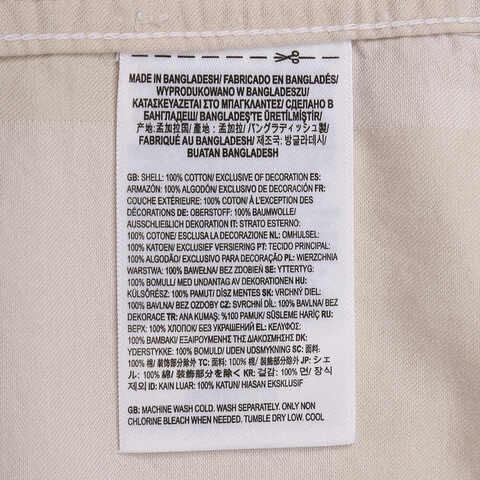 MADE IN BANGLADESH/ FABRICADO EN BANGLADÉS/
WYPRODUKOWANO W BANGLADESZU/
ΚΑΤΑΣΚΕΥΑΖΕΤΑΙ ΣΤΟ ΜΠΑΓΚΛΑΝΤΕΣ/ СДЕЛАНО В
БАНГЛАДЕШ/ BANGLADEŞ'TE ÜRETİLMİŞTİR/
产地: 孟加拉国/ 產地: 孟加拉/ バングラディッシュ製/
FABRIQUÉ AU BANGLADESH/ 제조국: 방글라데시/
BUATAN BANGLADESH
GB: SHELL: 100% COTTON/ EXCLUSIVE OF DECORATION ES:
ARMAZÓN: 100% ALGODÓN/ EXCLUSIVO DE DECORACIÓN FR:
COUCHE EXTÉRIEURE: 100% COTON/ À L'EXCEPTION DES
DÉCORATIONS DE: OBERSTOFF: 100% BAUMWOLLE/
AUSSCHLIEßLICH DEKORATION IT: STRATO ESTERNO:
100% COTONE/ ESCLUSA LA DECORAZIONE NL: OMHULSEL:
100% KATOEN/ EXCLUSIEF VERSIERING PT: TECIDO PRINCIPAL:
100% ALGODÃO/ EXCLUSIVO PARA DECORAÇÃO PL: WIERZCHNIA
WARSTWA: 100% BAWEŁNA/ BEZ ZDOBIEŃ SE: YTTERTYG:
100% BOMULL/ MED UNDANTAG AV DEKORATIONEN HU:
KÜLSŐRÉSZ: 100% PAMUT/ DÍSZ MENTES SK: VRCHNÝ DIEL:
100% BAVLNA/ BEZ OZDOBY CZ: SVRCHNÍ DÍL: 100% BAVLNA/ BEZ
DEKORACE TR: ANA KUMAŞ: %100 PAMUK/ SÜSLEME HARİÇ RU:
ВЕРХ: 100% ХЛОПОК/ БЕЗ УКРАШЕНИЙ EL: ΚΕΛΥΦΟΣ:
100% ΒΑΜΒΑΚΙ/ ΕΞΑΙΡΟΥΜΕΝΗΣ ΤΗΣ ΔΙΑΚΟΣΜΗΣΗΣ DK:
YDERSTYKKE: 100% BOMULD/ UDEN UDSMYKNING SC: 面料:
100% 棉/ 装饰部分除外 TC: 面料: 100% 棉/ 裝飾部分除外 JP: シェ
ル: 100% 綿/ 装飾部分を除く KR: 겉감: 100% 면/ 장식
제외 ID: KAIN LUAR: 100% KATUN/ HIASAN EKSKLUSIF
GB: MACHINE WASH COLD. WASH SEPARATELY. ONLY NON
CHLORINE BLEACH WHEN NEEDED. TUMBLE DRY LOW. COOL